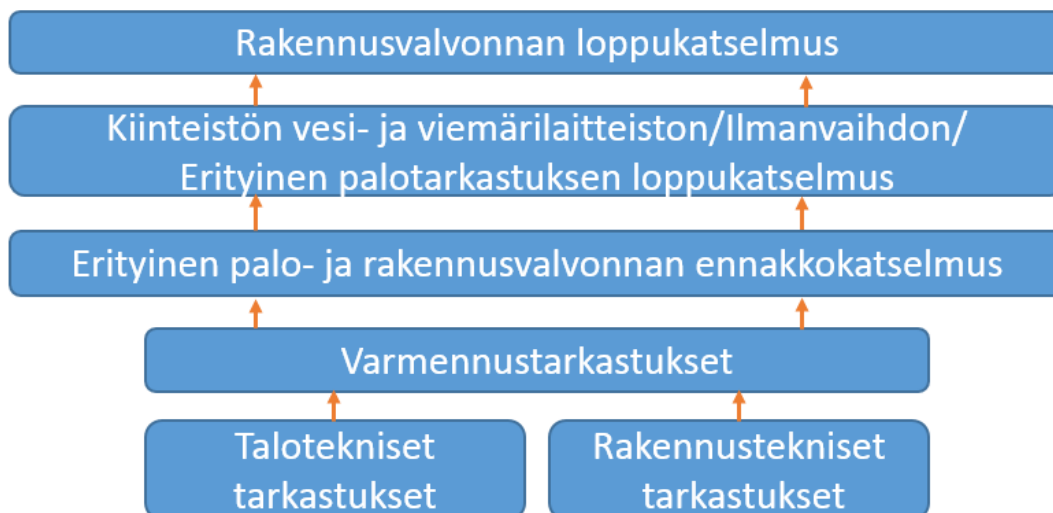 Rakennusvalvonnan loppukatselmus
Kiinteistön vesi- ja viemärilaitteiston/Ilmanvaihdon/
Erityinen palotarkastuksen loppukatselmus
Erityinen palo- ja rakennusvalvonnan ennakkokatselmus
Varmennustarkastukset
Talotekniset
tarkastukset
Rakennustekniset
tarkastukset